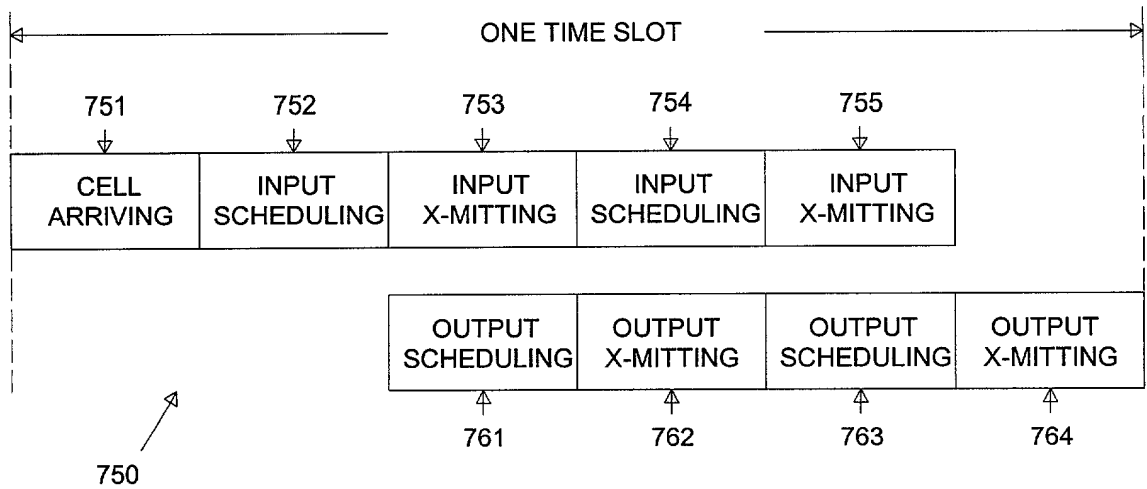 ONE TIME SLOT
751 752 753 754 755
CELL INPUT INPUT INPUT INPUT
ARRIVING SCHEDULING X-MITTING SCHEDULING X-MITTING
OUTPUT OUTPUT OUTPUT OUTPUT
SCHEDULING X-MITTING SCHEDULING X-MITTING
761 762 763 764
750